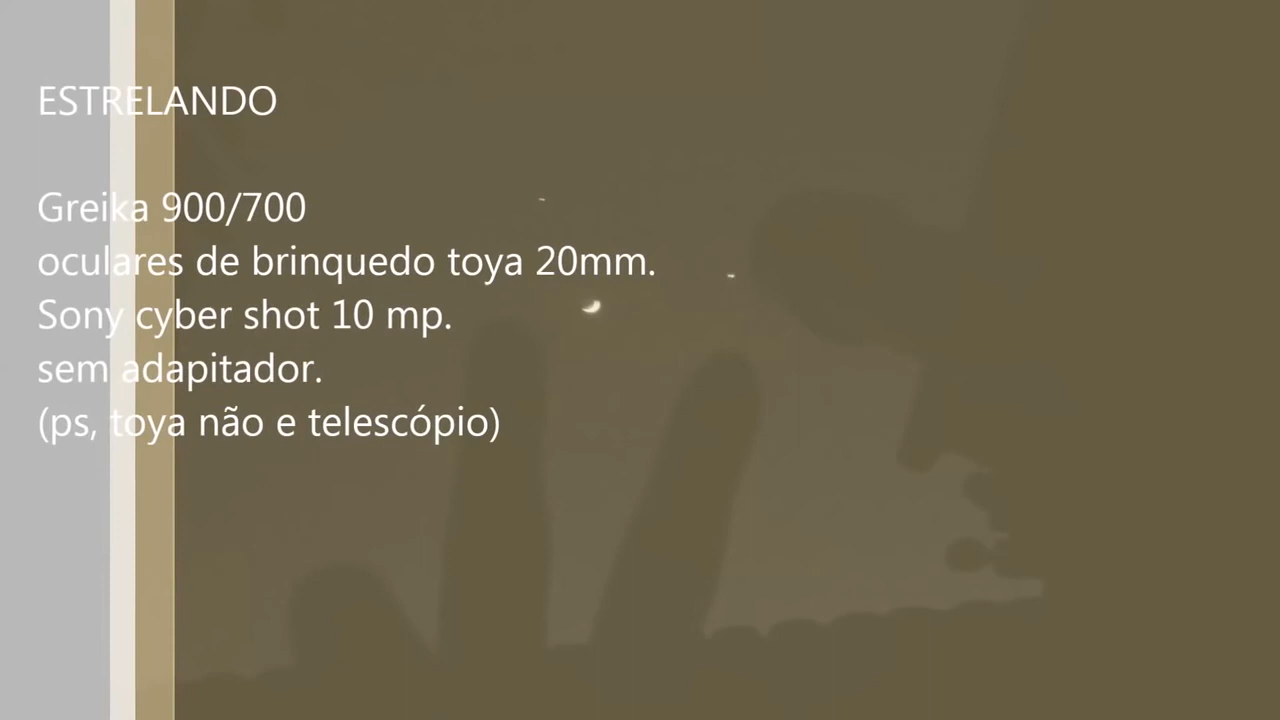 ESTRELANDO
Greika 900/700
oculares de brinquedo toya 20mm.
Sony cyber shot 10 mp.
sem adapitador.
(ps, toya não e telescópio)